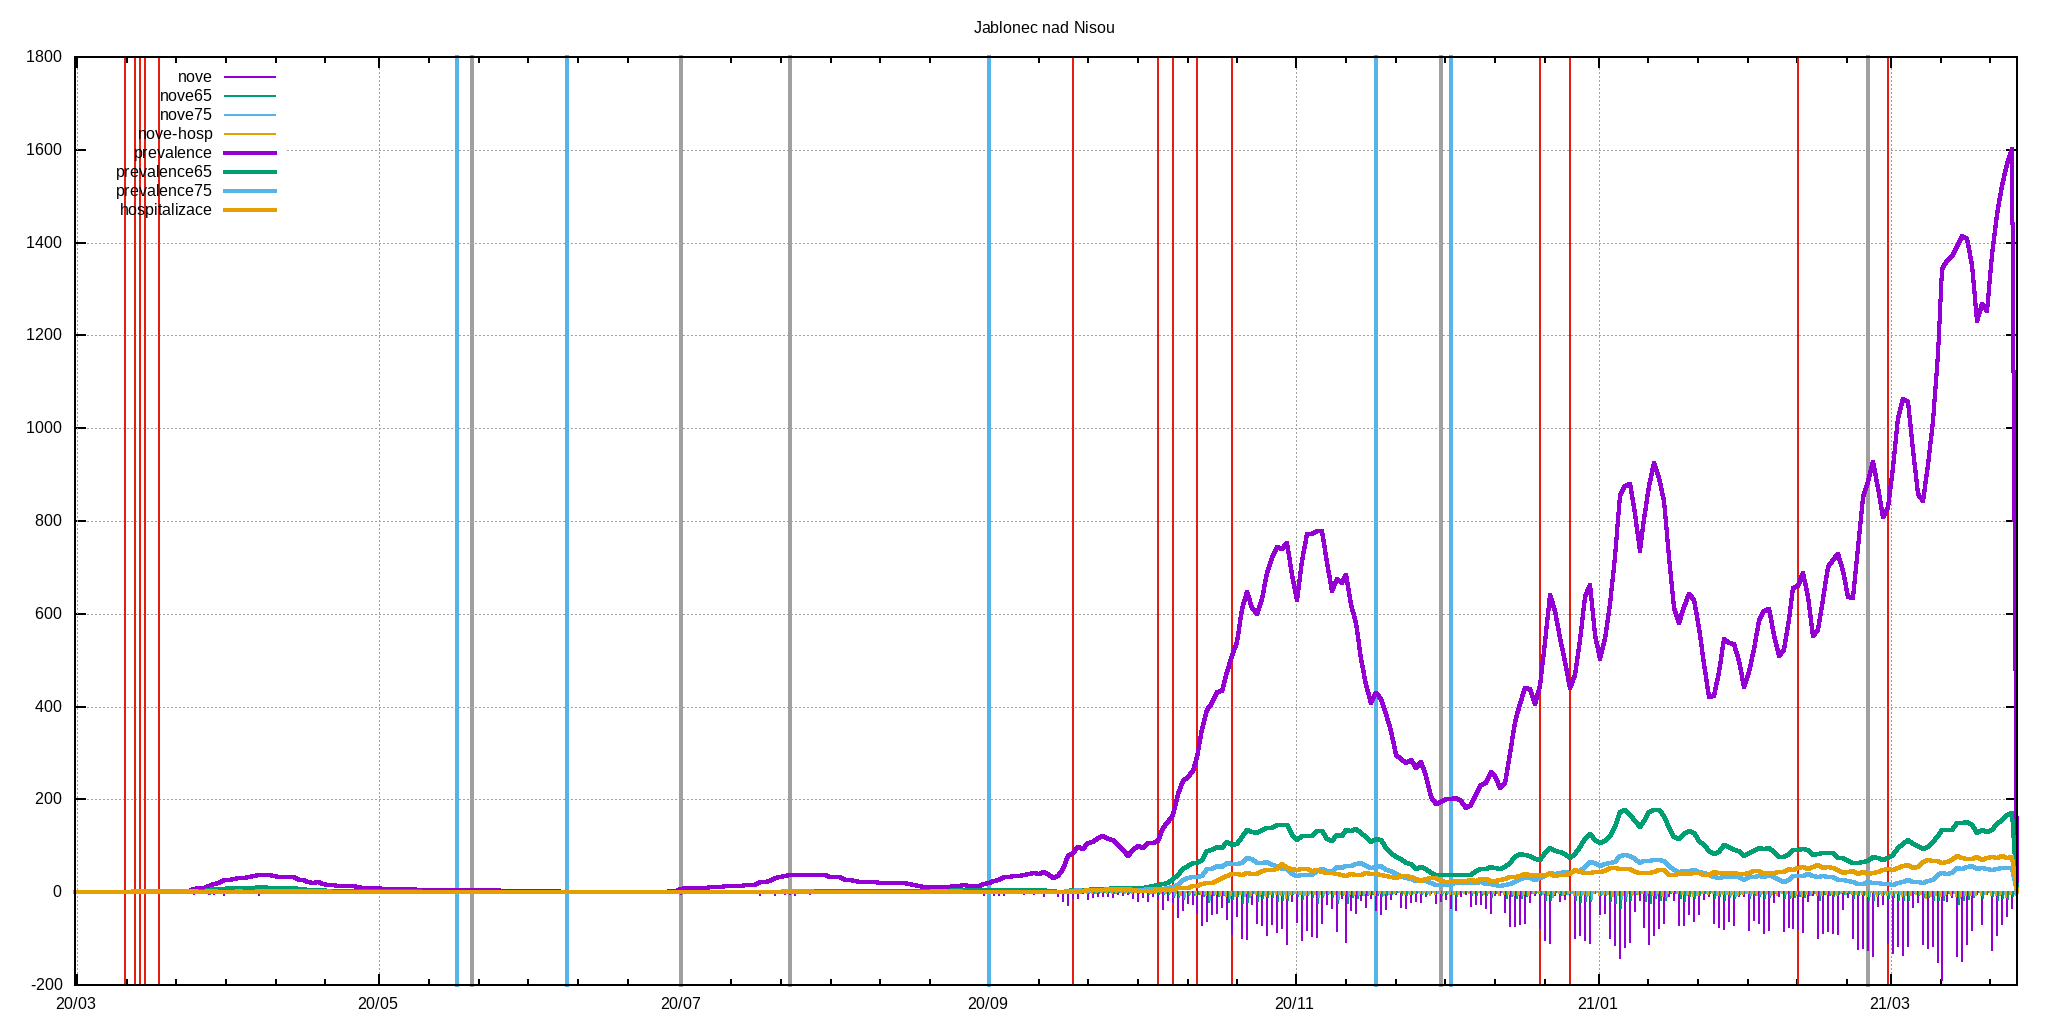 Jablonec nad Nisou
1800
1600
1400
1200
1000
800
600
400
200
0
-200
nove
nove65
nove75
nove-hosp
prevalence
prevalence65
prevalence75
hospitalizace
20/03 20/05 20/07 20/09 20/11 21/01 21/03